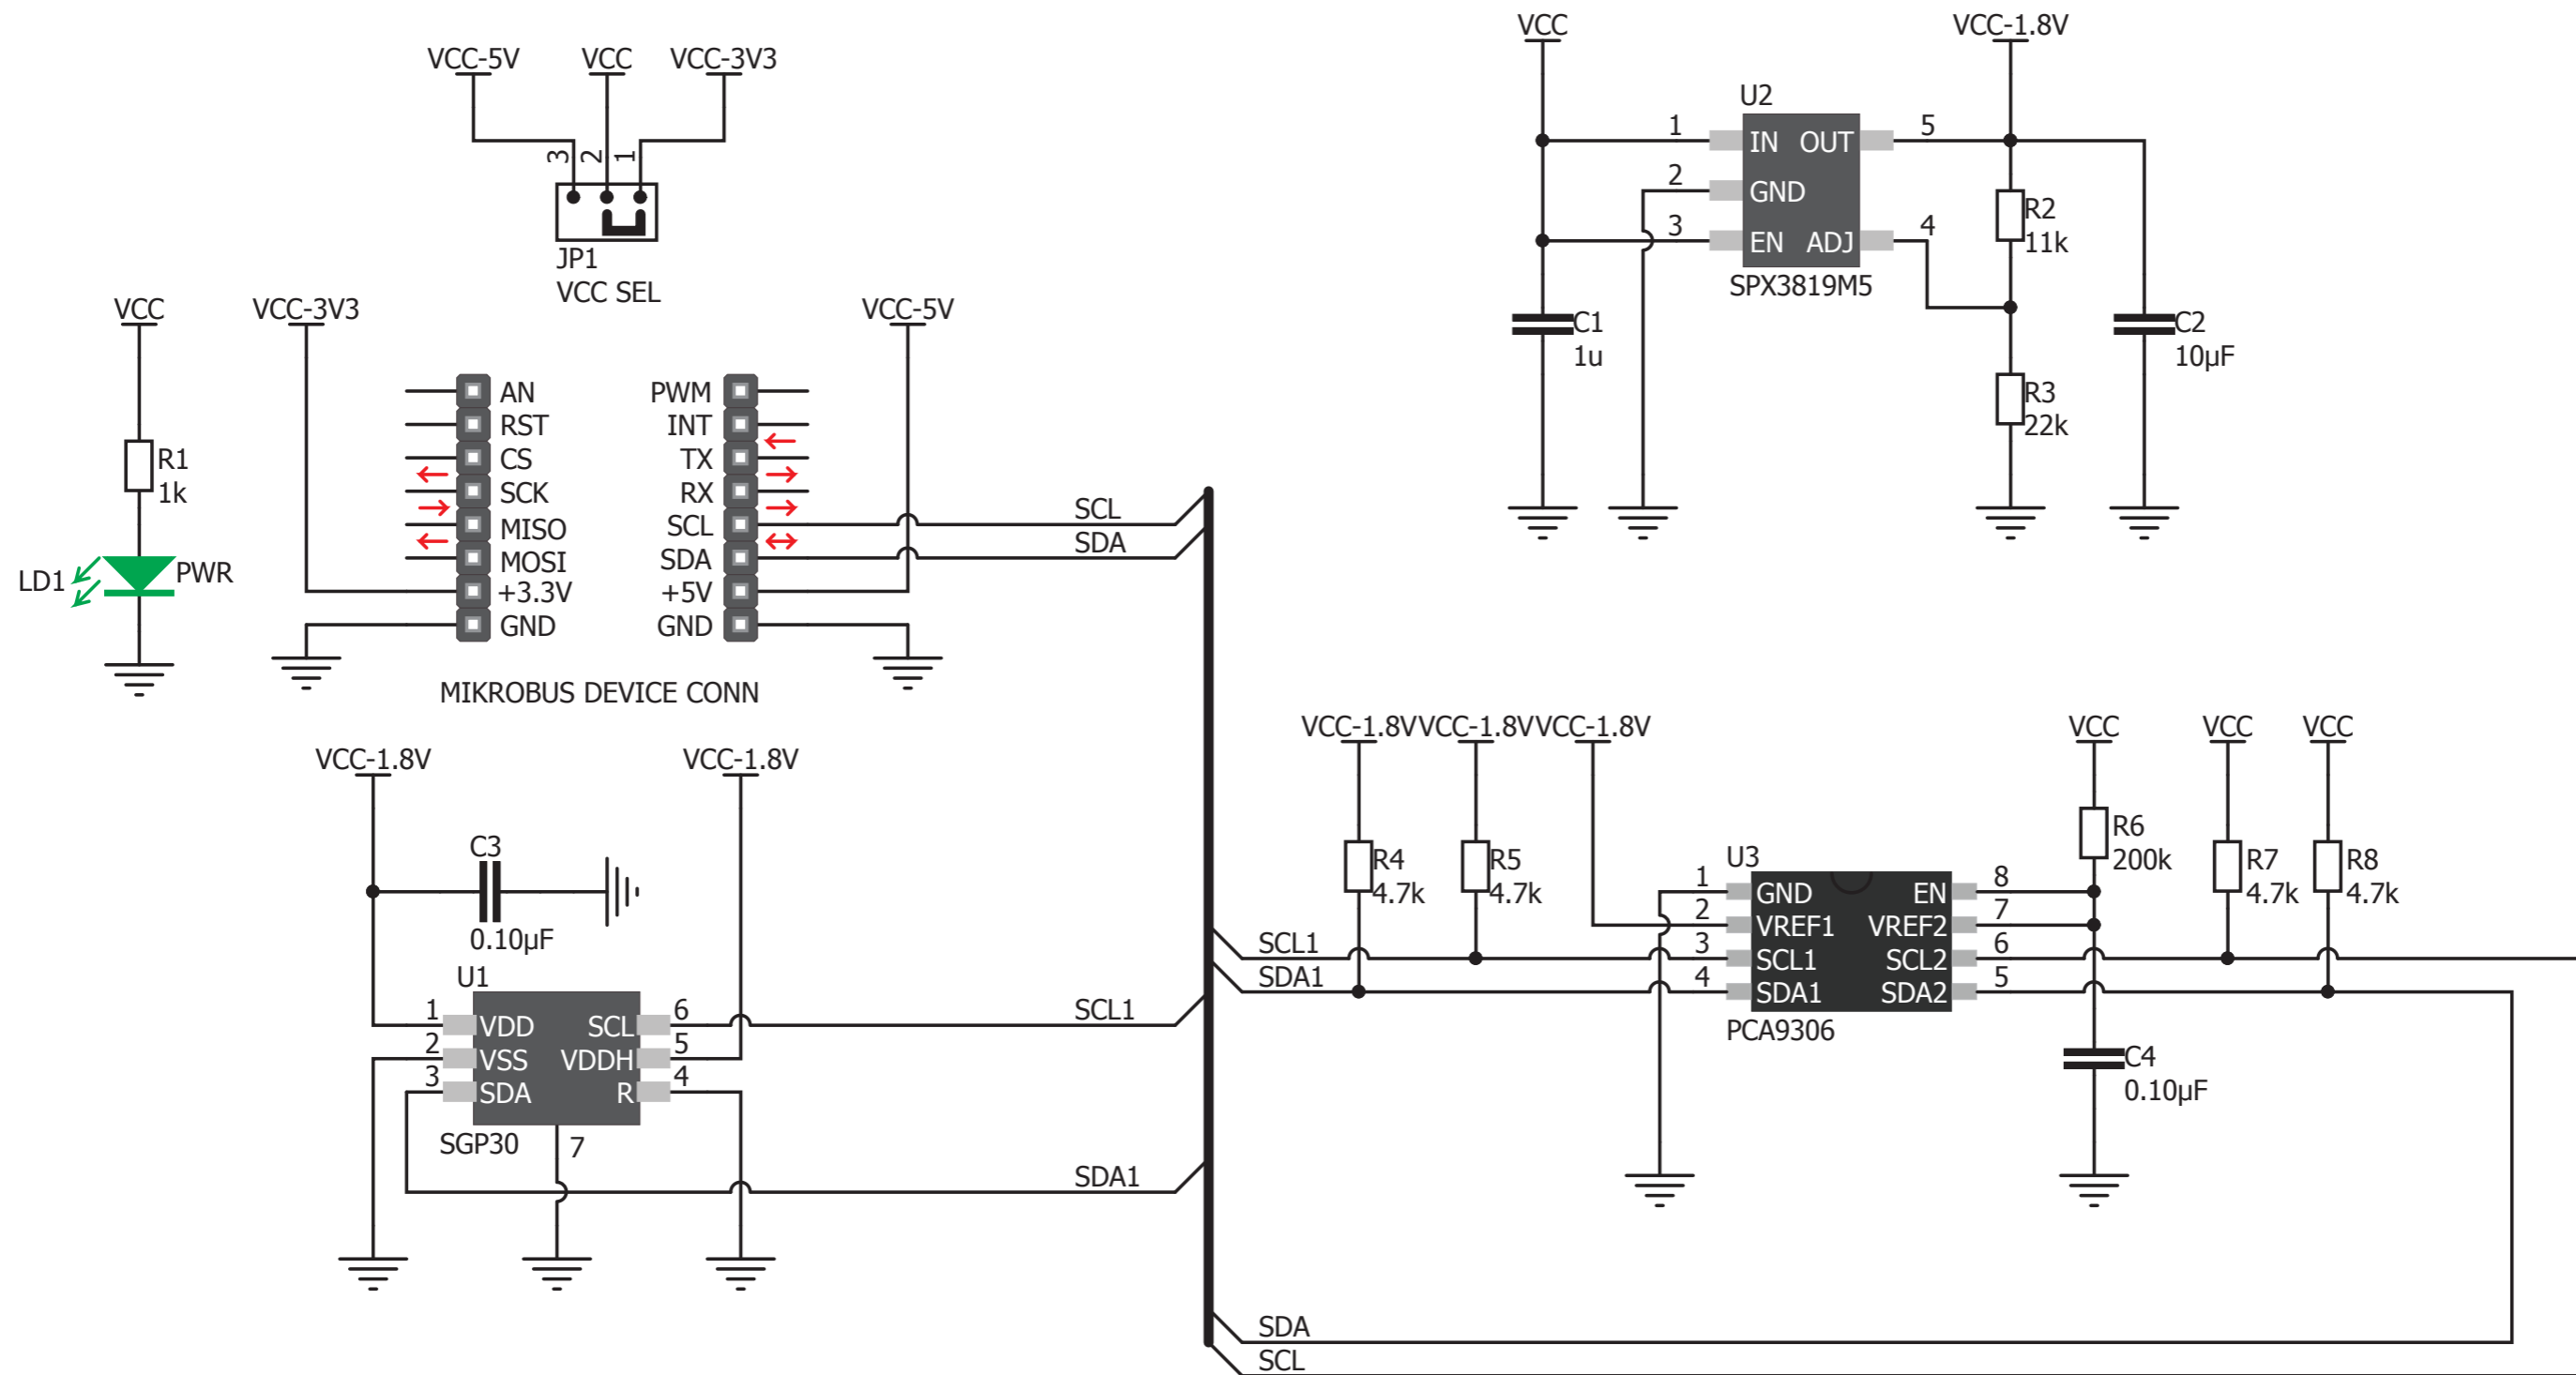 VCC-5V VCC VCC-3V3
3 2 1
JP1
VCC SEL
VCC
R1
1k
LD1 PWR
VCC-3V3 VCC-5V
AN PWM
RST INT
CS TX
SCK RX
MISO SCL
MOSI SDA
+3.3V +5V
GND GND
MIKROBUS DEVICE CONN
SCL
SDA
VCC VCC-1.8V
U2
1 IN OUT 5
2 GND
3 EN ADJ 4
SPX3819M5
R2
11k
C1
1u
C2
10µF
R3
22k
VCC-1.8V VCC-1.8V
C3
0.10µF
U1
1 VDD SCL 6
2 VSS VDDH 5
3 SDA R 4
SGP30 7
SCL1
SDA1
VCC-1.8V VCC-1.8V VCC-1.8V VCC VCC VCC
R4
4.7k
R5
4.7k
R6
200k
R7
4.7k
R8
4.7k
U3
1 GND EN 8
2 VREF1 VREF2 7
3 SCL1 SCL2 6
4 SDA1 SDA2 5
PCA9306
SCL1
SDA1
C4
0.10µF
SDA
SCL